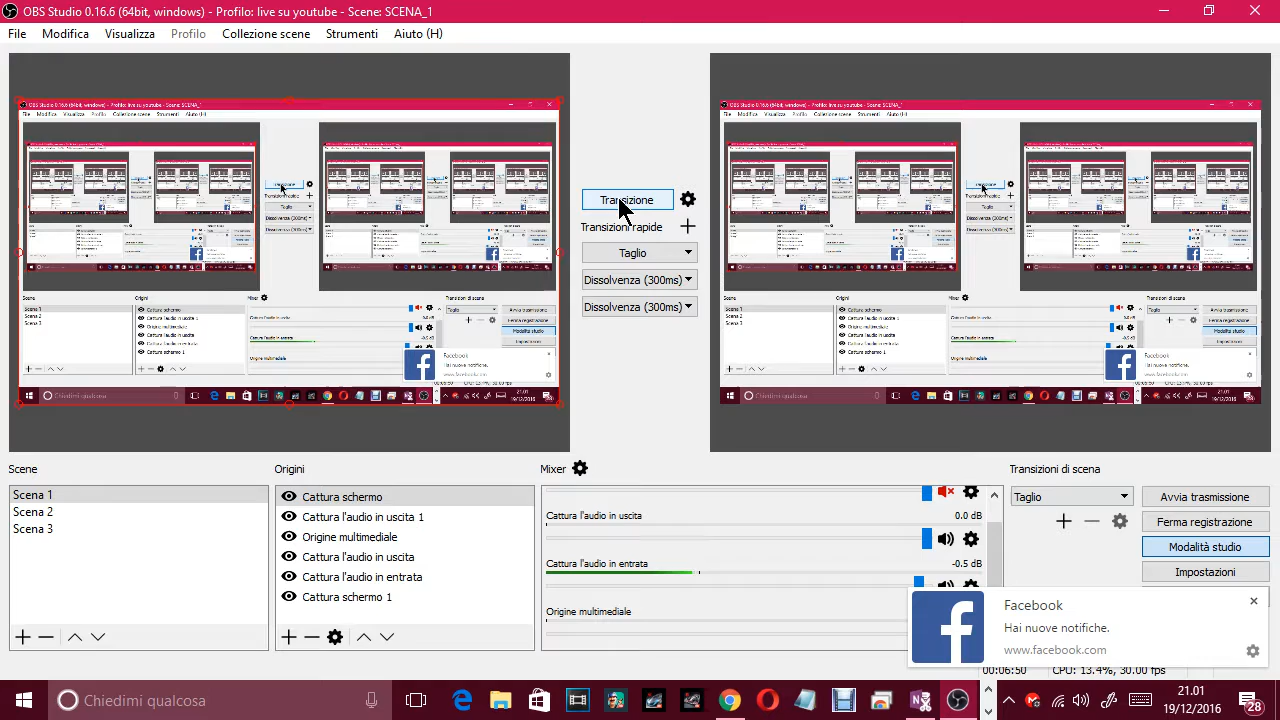 OBS Studio 0.16.6 (64bit, windows) - Profilo: live su youtube - Scene: SCENA_1
File Modifica Visualizza Profilo Collezione scene Strumenti Aiuto (H)
Transizione
Transizioni rapide
Taglio
Dissolvenza (300ms)
Dissolvenza (300ms)
Scene
Scena 1
Scena 2
Scena 3
Origini
Cattura schermo
Cattura l'audio in uscita 1
Origine multimediale
Cattura l'audio in uscita
Cattura l'audio in entrata
Cattura schermo 1
Mixer
Cattura l'audio in uscita 0.0 dB
Cattura l'audio in entrata -0.5 dB
Origine multimediale
Transizioni di scena
Taglio
Avvia trasmissione
Ferma registrazione
Modalità studio
Impostazioni
Facebook
Hai nuove notifiche.
www.facebook.com
00:06:50 CPU: 13.4%, 30.00 fps
Chiedimi qualcosa
21.01
19/12/2016
28